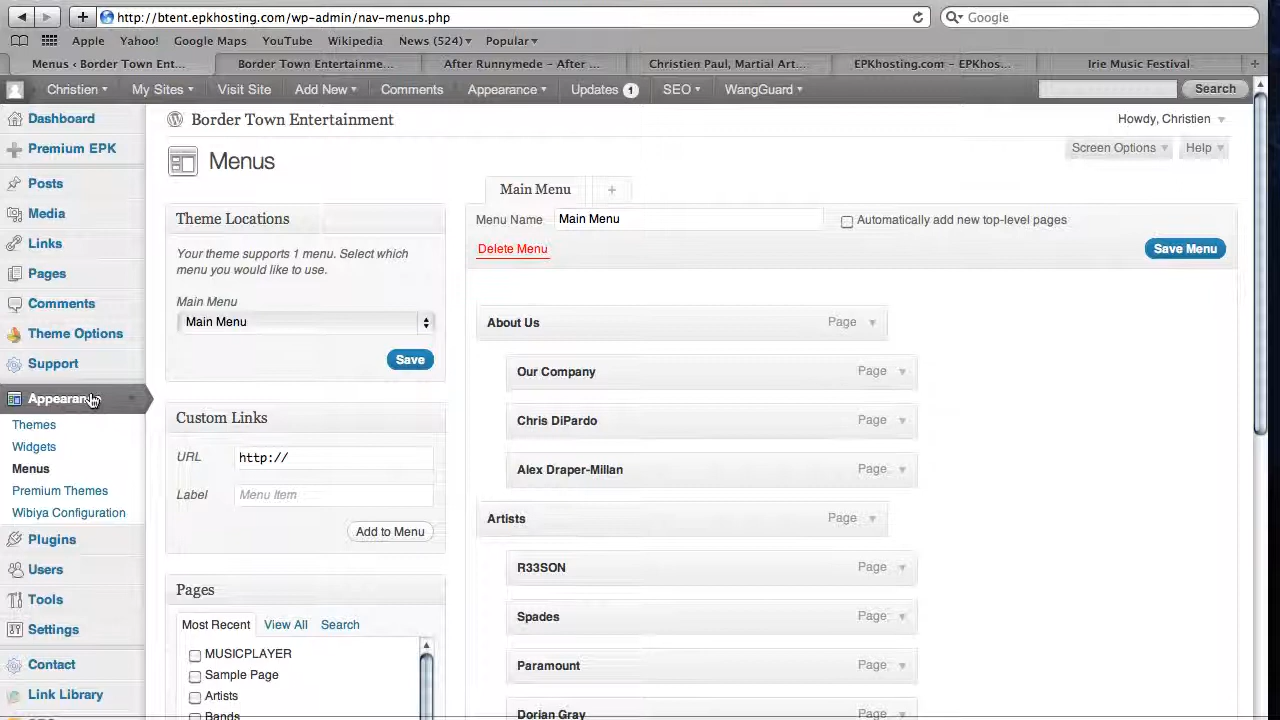 http://btent.epkhosting.com/wp-admin/nav-menus.php
Google
Apple Yahoo! Google Maps YouTube Wikipedia News (524) Popular
Menus ‹ Border Town Ent... Border Town Entertainme... After Runnymede – After ... Christien Paul, Martial Art... EPKhosting.com – EPKhos... Irie Music Festival
Christien My Sites Visit Site Add New Comments Appearance Updates 1 SEO WangGuard Search
Border Town Entertainment
Howdy, Christien
Menus
Screen Options Help
Dashboard
Premium EPK
Posts
Media
Links
Pages
Comments
Theme Options
Support
Appearance
Themes
Widgets
Menus
Premium Themes
Wibiya Configuration
Plugins
Users
Tools
Settings
Contact
Link Library
Theme Locations
Your theme supports 1 menu. Select which
menu you would like to use.
Main Menu
Main Menu
Save
Custom Links
URL http://
Label Menu Item
Add to Menu
Pages
Most Recent View All Search
MUSICPLAYER
Sample Page
Artists
Bands
Main Menu +
Menu Name Main Menu Automatically add new top-level pages
Delete Menu Save Menu
About Us Page
Our Company Page
Chris DiPardo Page
Alex Draper-Millan Page
Artists Page
R33SON Page
Spades Page
Paramount Page
Dorian Gray Page